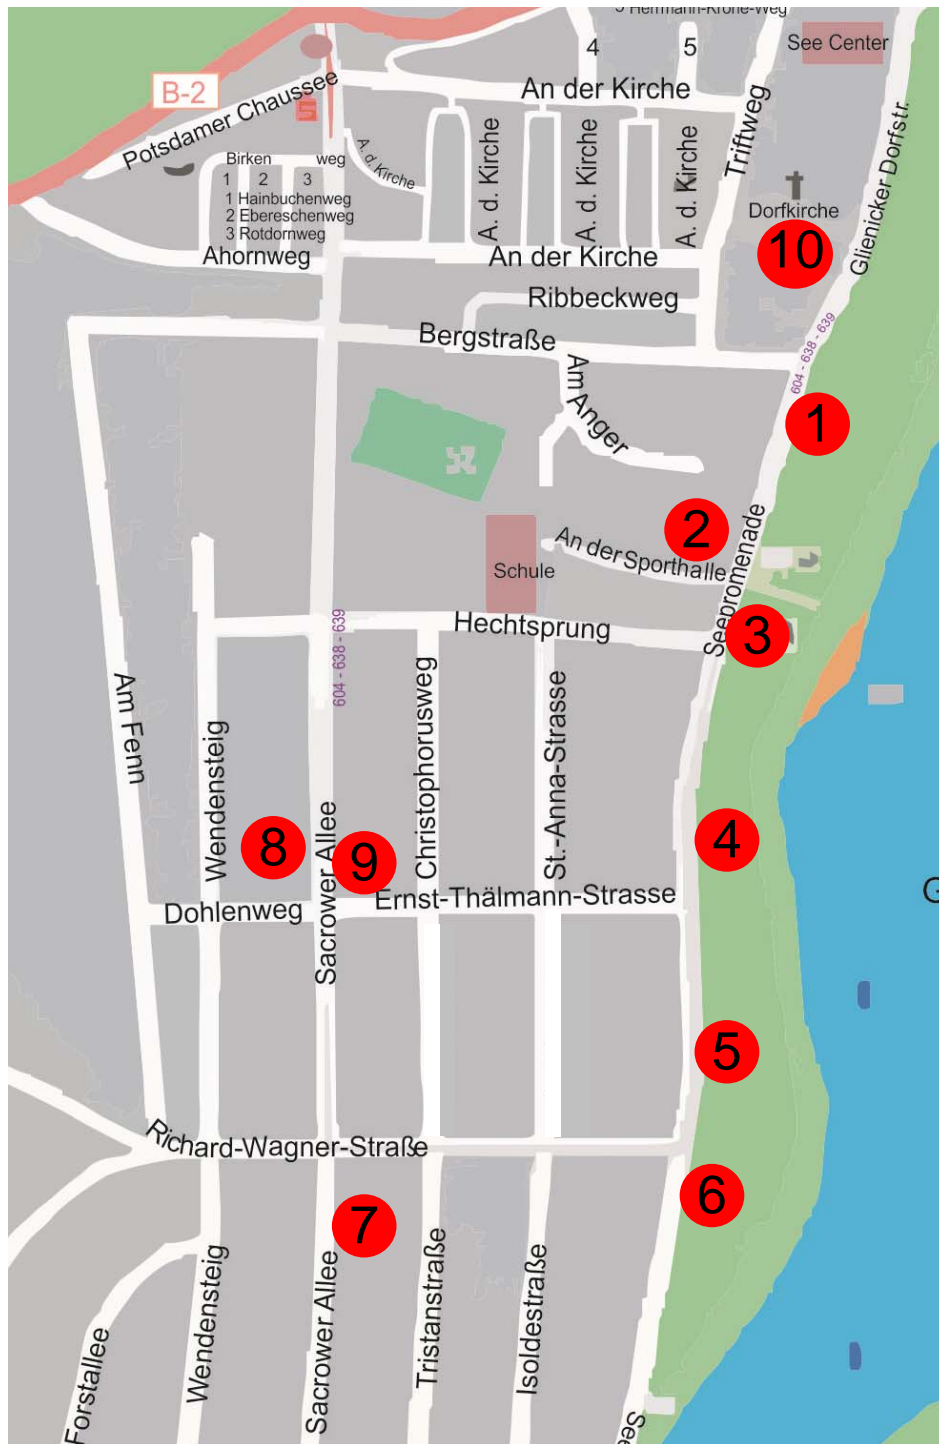 5 Herrmann-Krone-Weg
4
5
See Center
B-2
Potsdamer Chaussee
An der Kirche
Triftweg
Glienicker Dorfstr.
A. d. Kirche
A. d. Kirche
A. d. Kirche
A. d. Kirche
Birken weg
1 2 3
1 Hainbuchenweg
2 Ebereschenweg
3 Rotdornweg
Ahornweg
Dorfkirche
10
An der Kirche
Ribbeckweg
Bergstraße
604 - 638 - 639
Am Anger
1
2
An der Sporthalle
Seepromenade
Schule
Hechtsprung
3
604 - 638 - 639
Am Fenn
Wendensteig
Sacrower Allee
Christophorusweg
St.-Anna-Strasse
4
8
9
Ernst-Thälmann-Strasse
Dohlenweg
G
5
Richard-Wagner-Straße
6
7
Forstallee
Wendensteig
Sacrower Allee
Tristanstraße
Isoldestraße
See